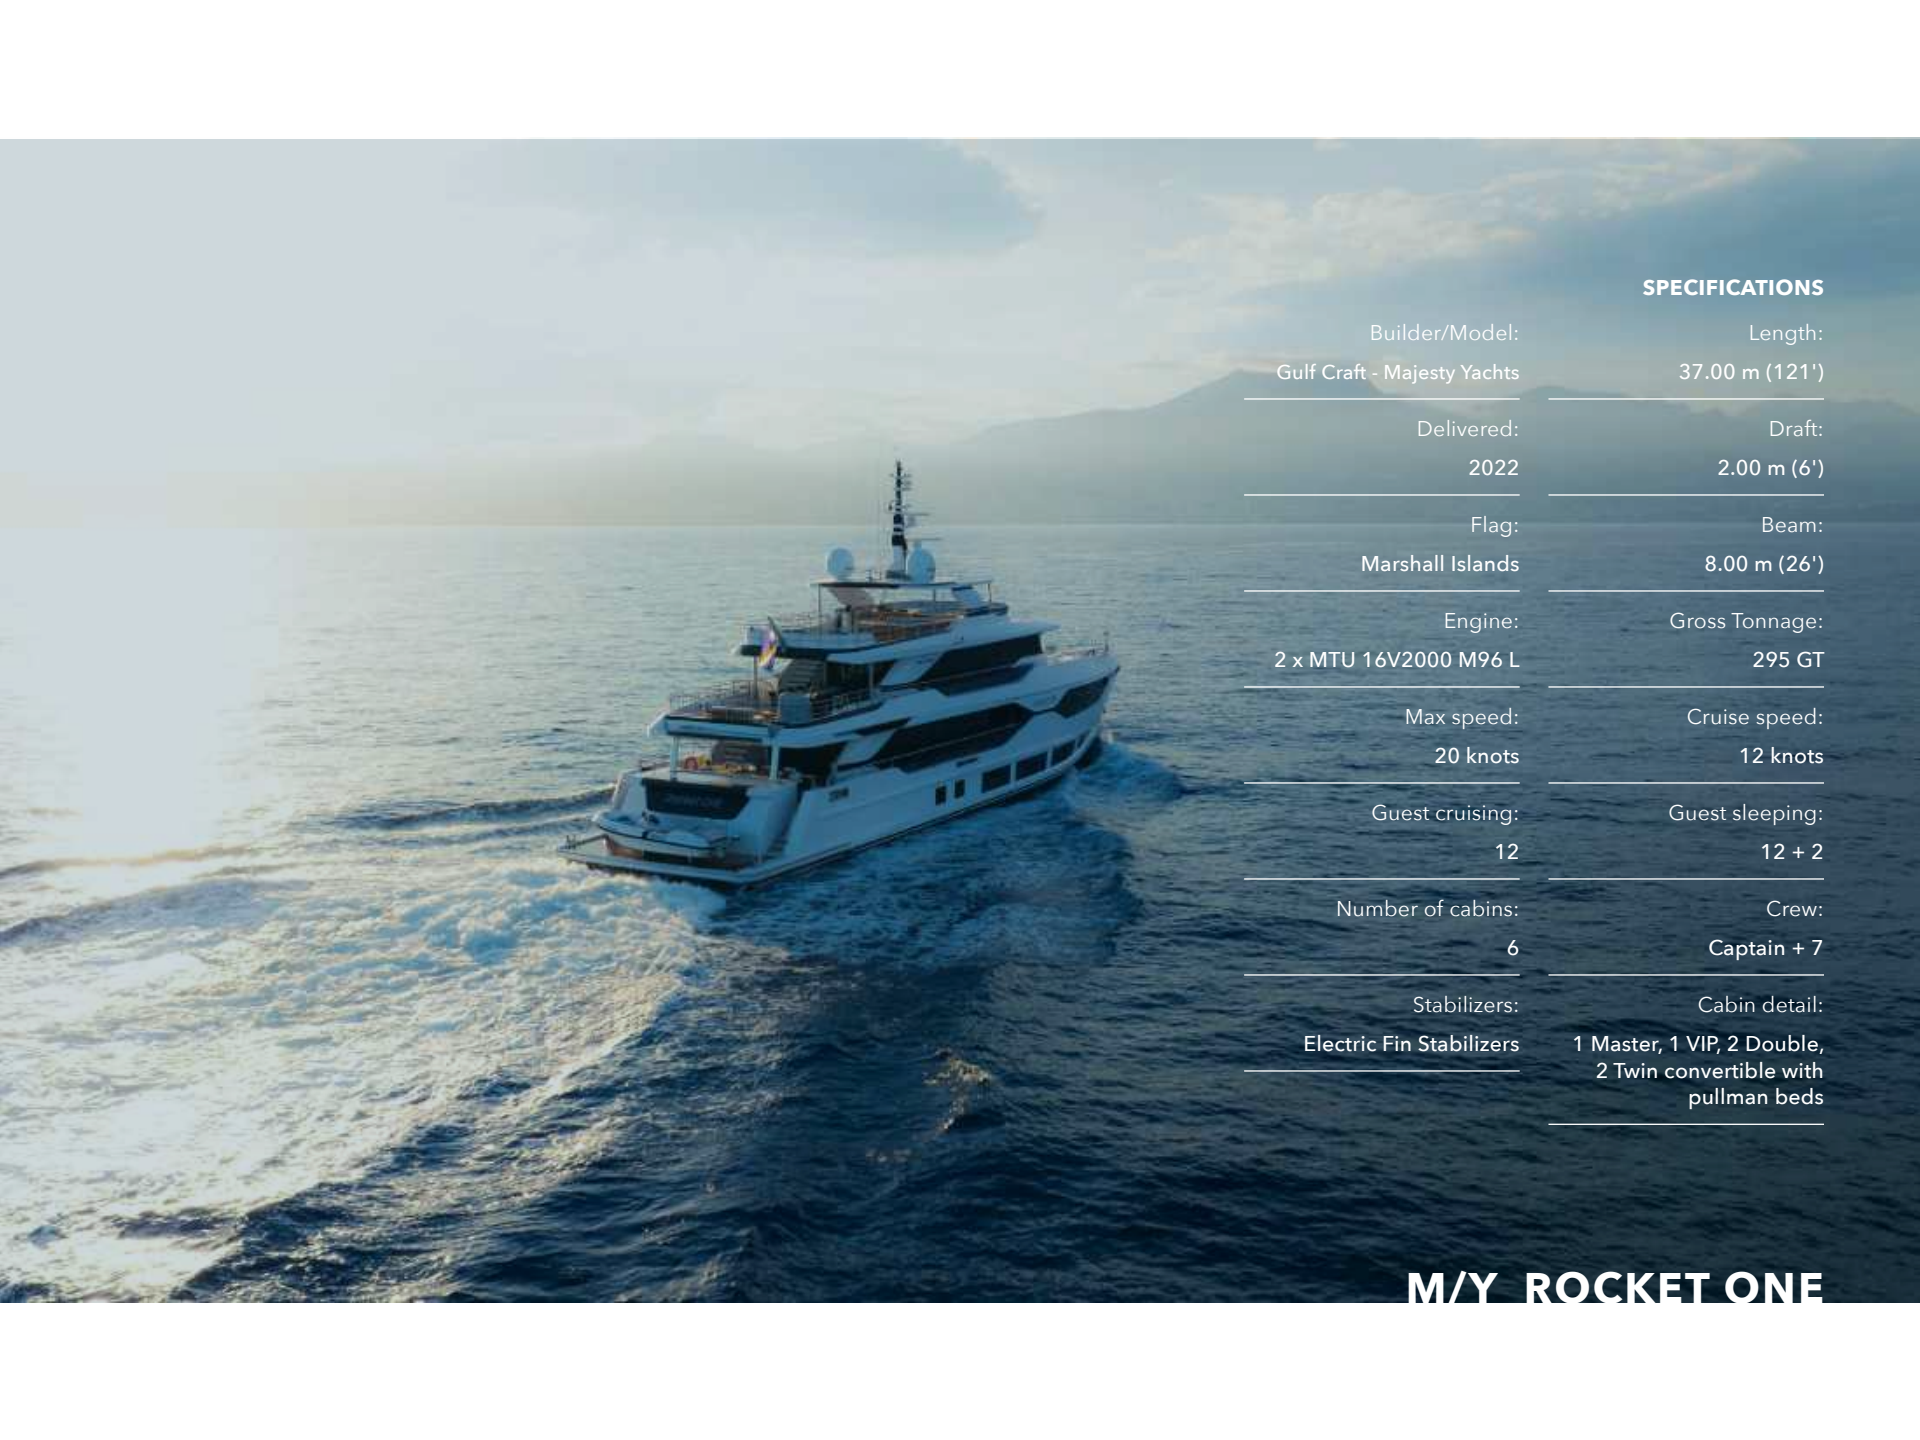 SPECIFICATIONS
Builder/Model:
Gulf Craft - Majesty Yachts
Length:
37.00 m (121')
Delivered:
2022
Draft:
2.00 m (6')
Flag:
Marshall Islands
Beam:
8.00 m (26')
Engine:
2 x MTU 16V2000 M96 L
Gross Tonnage:
295 GT
Max speed:
20 knots
Cruise speed:
12 knots
Guest cruising:
12
Guest sleeping:
12 + 2
Number of cabins:
6
Crew:
Captain + 7
Stabilizers:
Electric Fin Stabilizers
Cabin detail:
1 Master, 1 VIP, 2 Double,
2 Twin convertible with
pullman beds
M/Y ROCKET ONE